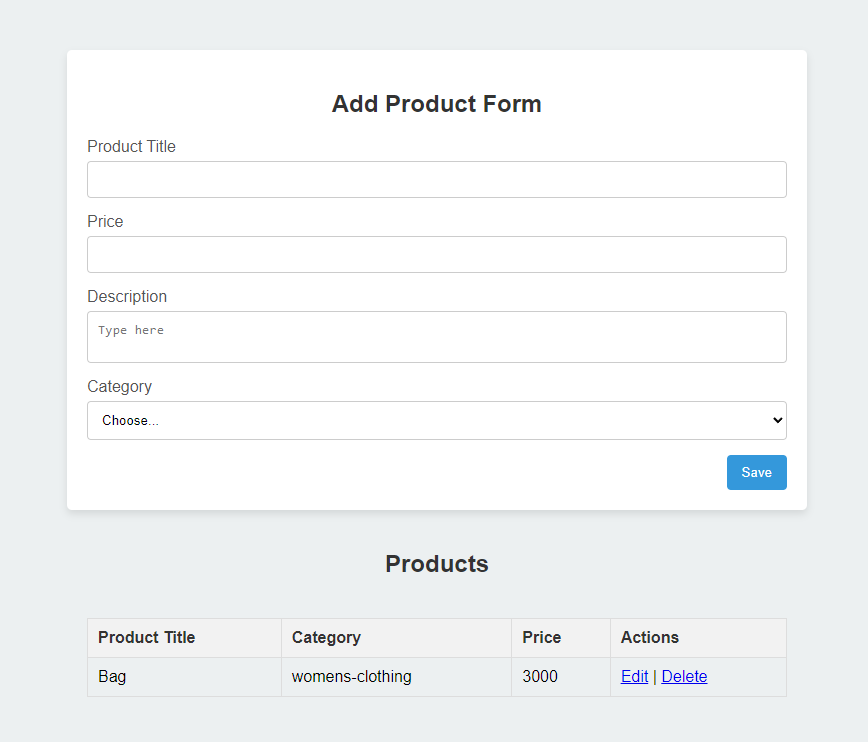 Add Product Form
Product Title
Price
Description
Type here
Category
Choose...
Save
Products
Product Title Category Price Actions
Bag womens-clothing 3000 Edit | Delete